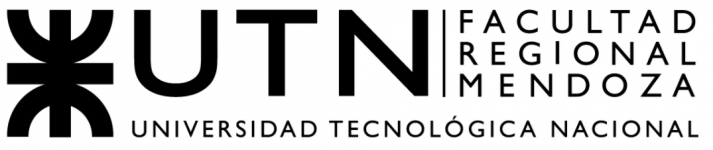 UTN
FACULTAD
REGIONAL
MENDOZA
UNIVERSIDAD TECNOLÓGICA NACIONAL